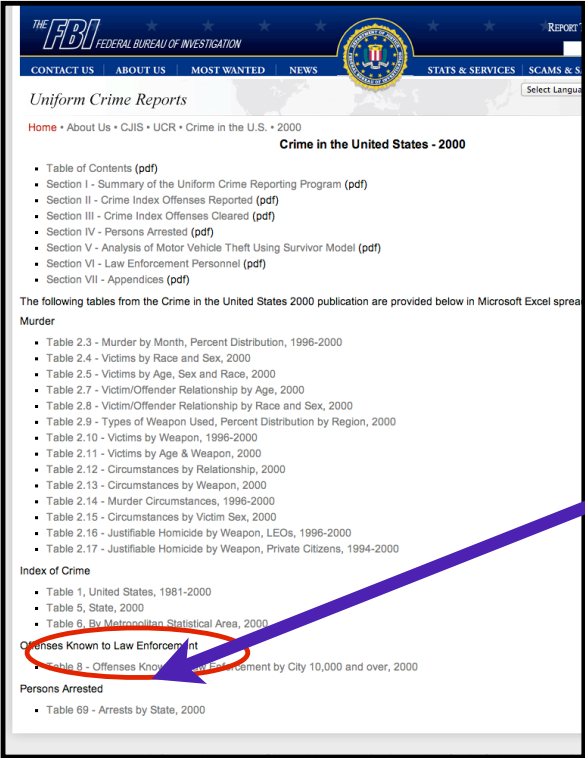 THE FBI FEDERAL BUREAU OF INVESTIGATION
REPORT
CONTACT US | ABOUT US | MOST WANTED | NEWS | STATS & SERVICES | SCAMS & S
Select Langua
Uniform Crime Reports
Home • About Us • CJIS • UCR • Crime in the U.S. • 2000
Crime in the United States - 2000
Table of Contents (pdf)
Section I - Summary of the Uniform Crime Reporting Program (pdf)
Section II - Crime Index Offenses Reported (pdf)
Section III - Crime Index Offenses Cleared (pdf)
Section IV - Persons Arrested (pdf)
Section V - Analysis of Motor Vehicle Theft Using Survivor Model (pdf)
Section VI - Law Enforcement Personnel (pdf)
Section VII - Appendices (pdf)
The following tables from the Crime in the United States 2000 publication are provided below in Microsoft Excel sprea
Murder
Table 2.3 - Murder by Month, Percent Distribution, 1996-2000
Table 2.4 - Victims by Race and Sex, 2000
Table 2.5 - Victims by Age, Sex and Race, 2000
Table 2.7 - Victim/Offender Relationship by Age, 2000
Table 2.8 - Victim/Offender Relationship by Race and Sex, 2000
Table 2.9 - Types of Weapon Used, Percent Distribution by Region, 2000
Table 2.10 - Victims by Weapon, 1996-2000
Table 2.11 - Victims by Age & Weapon, 2000
Table 2.12 - Circumstances by Relationship, 2000
Table 2.13 - Circumstances by Weapon, 2000
Table 2.14 - Murder Circumstances, 1996-2000
Table 2.15 - Circumstances by Victim Sex, 2000
Table 2.16 - Justifiable Homicide by Weapon, LEOs, 1996-2000
Table 2.17 - Justifiable Homicide by Weapon, Private Citizens, 1994-2000
Index of Crime
Table 1, United States, 1981-2000
Table 5, State, 2000
Table 6, By Metropolitan Statistical Area, 2000
Offenses Known to Law Enforcement
Table 8 - Offenses Know Enforcement by City 10,000 and over, 2000
Persons Arrested
Table 69 - Arrests by State, 2000